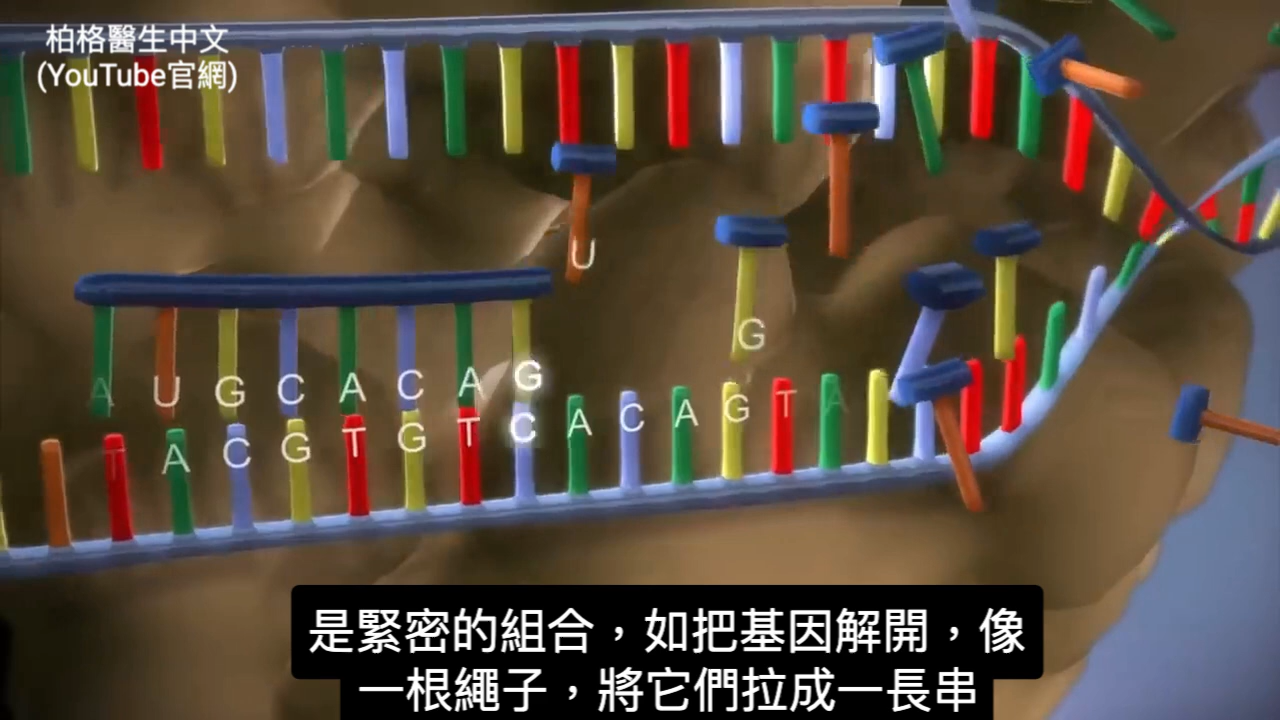 柏格醫生中文
(YouTube官網)
U
G
A U G C A C A G
T A C G T G T C A C A G T A
是緊密的組合，如把基因解開，像
一根繩子，將它們拉成一長串